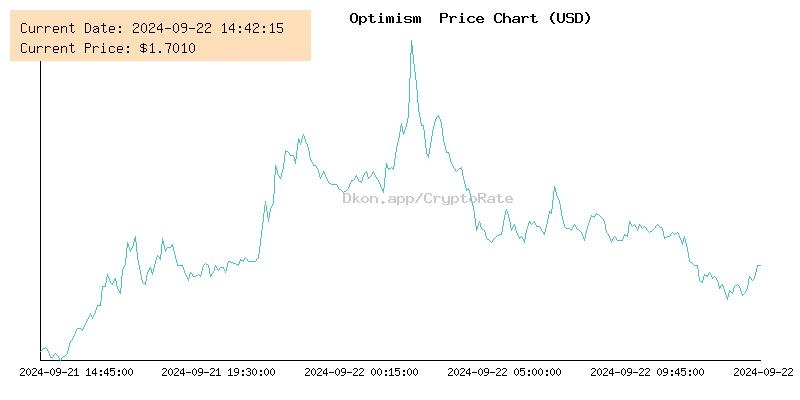 Optimism  Price Chart (USD)
Current Date: 2024-09-22 14:42:15
Current Price: $1.7010
Dkon.app/CryptoRate
2024-09-21 14:45:00 2024-09-21 19:30:00 2024-09-22 00:15:00 2024-09-22 05:00:00 2024-09-22 09:45:00 2024-09-22